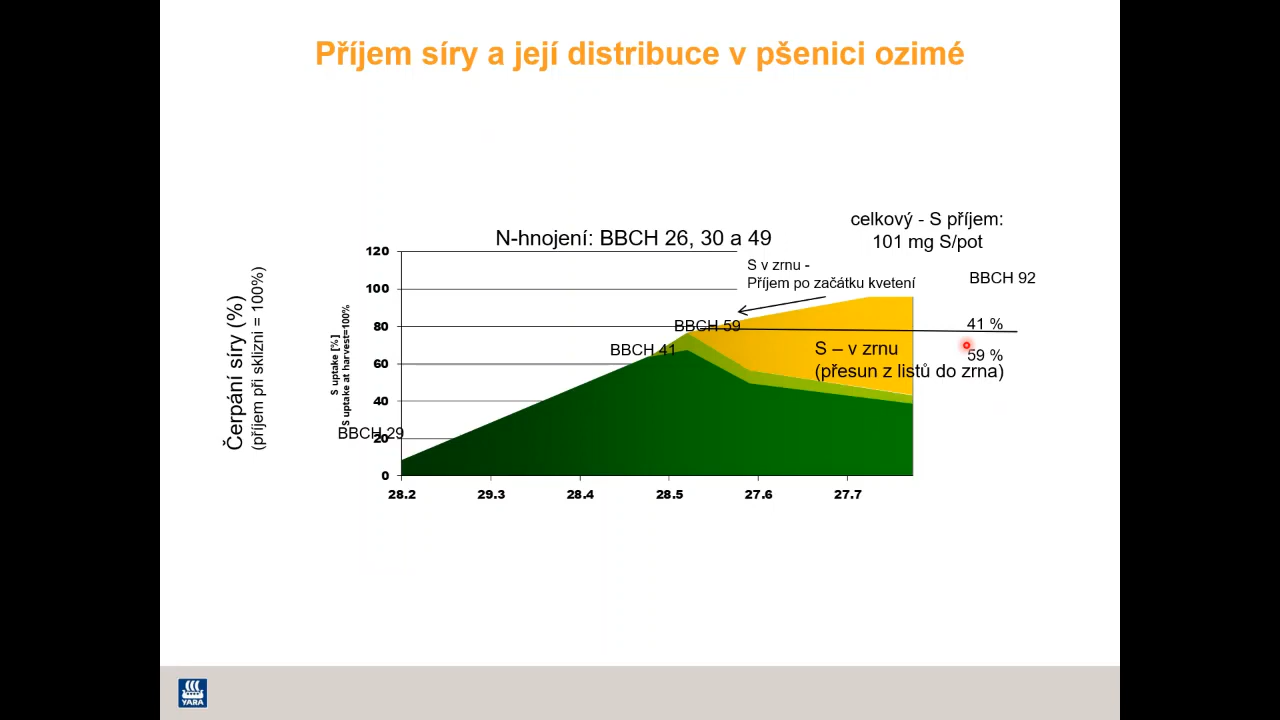 Příjem síry a její distribuce v pšenici ozimé
celkový - S příjem:
101 mg S/pot
N-hnojení: BBCH 26, 30 a 49
S v zrnu -
Příjem po začátku kvetení
BBCH 92
BBCH 59
41 %
BBCH 41
S – v zrnu
59 %
(přesun z listů do zrna)
BBCH 29
Čerpání síry (%)
(příjem při sklizni = 100%)
S uptake [%]
S uptake at harvest=100%
120
100
80
60
40
20
0
28.2 29.3 28.4 28.5 27.6 27.7
YARA